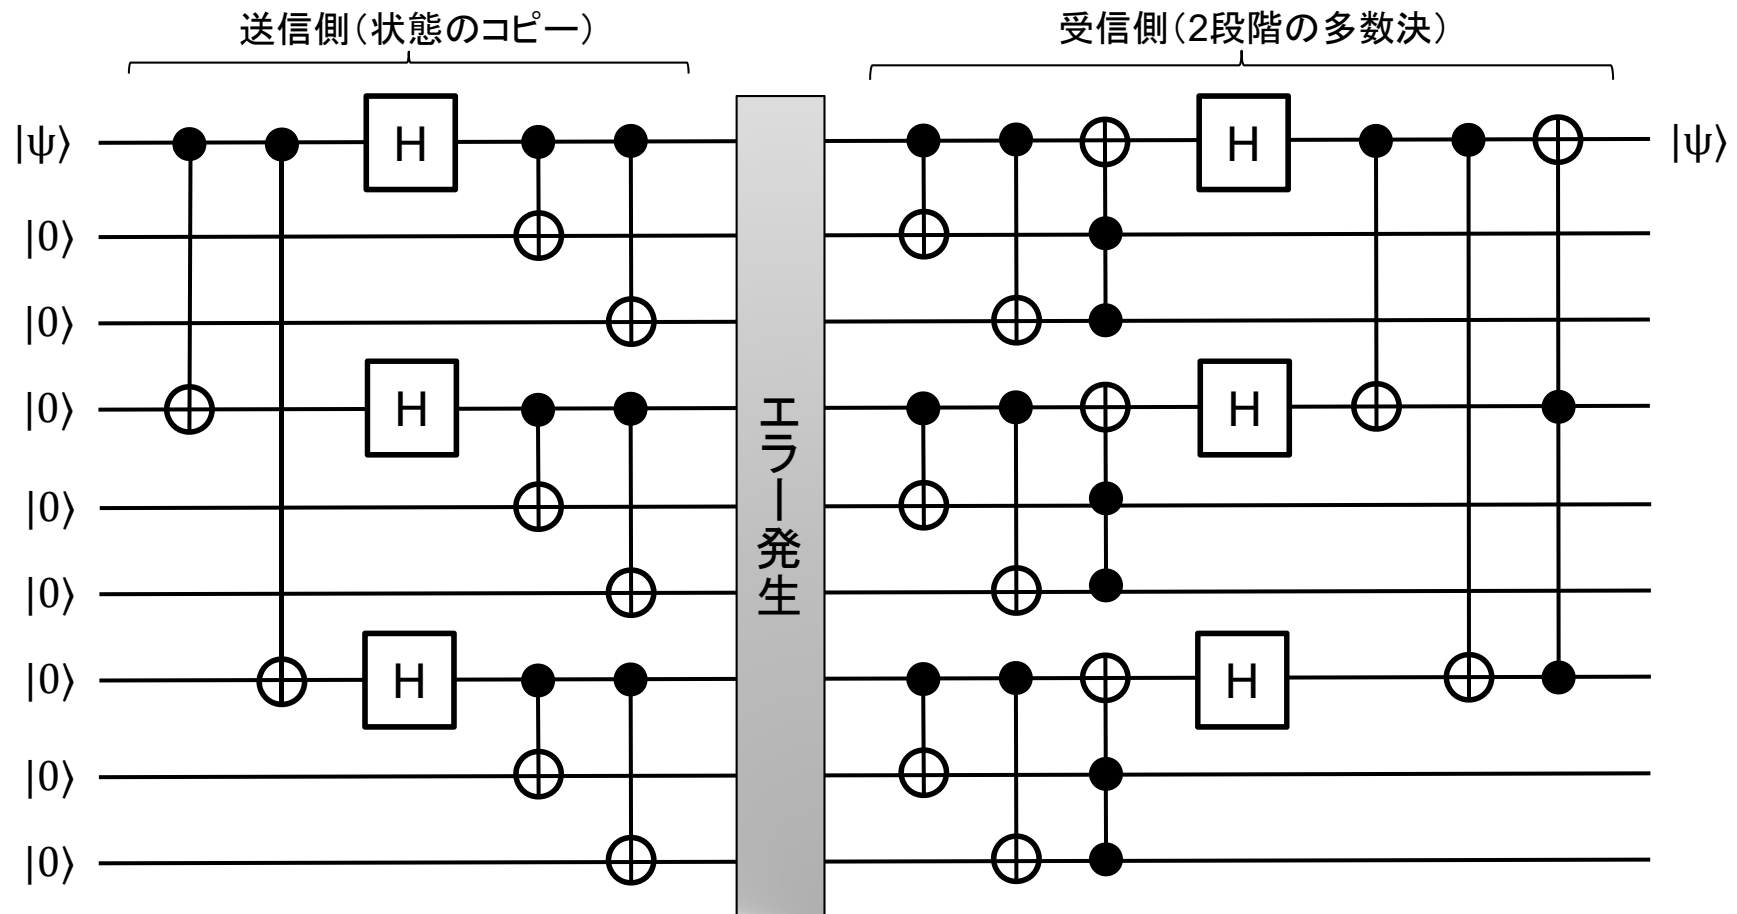 送信側（状態のコピー）
受信側（2段階の多数決）
|ψ⟩ H H |ψ⟩
|0⟩
|0⟩
|0⟩ H H
|0⟩
|0⟩
|0⟩ H H
|0⟩
|0⟩
エラー発生